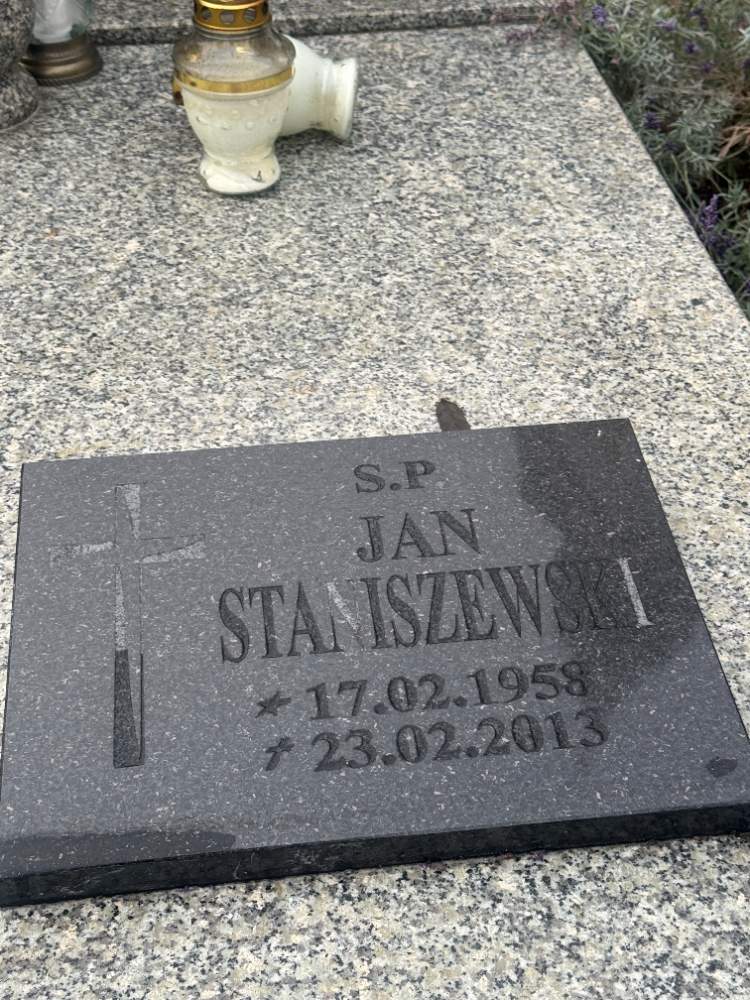 S.P.
JAN
STANISZEWSKI
* 17.02.1958
† 23.02.2013